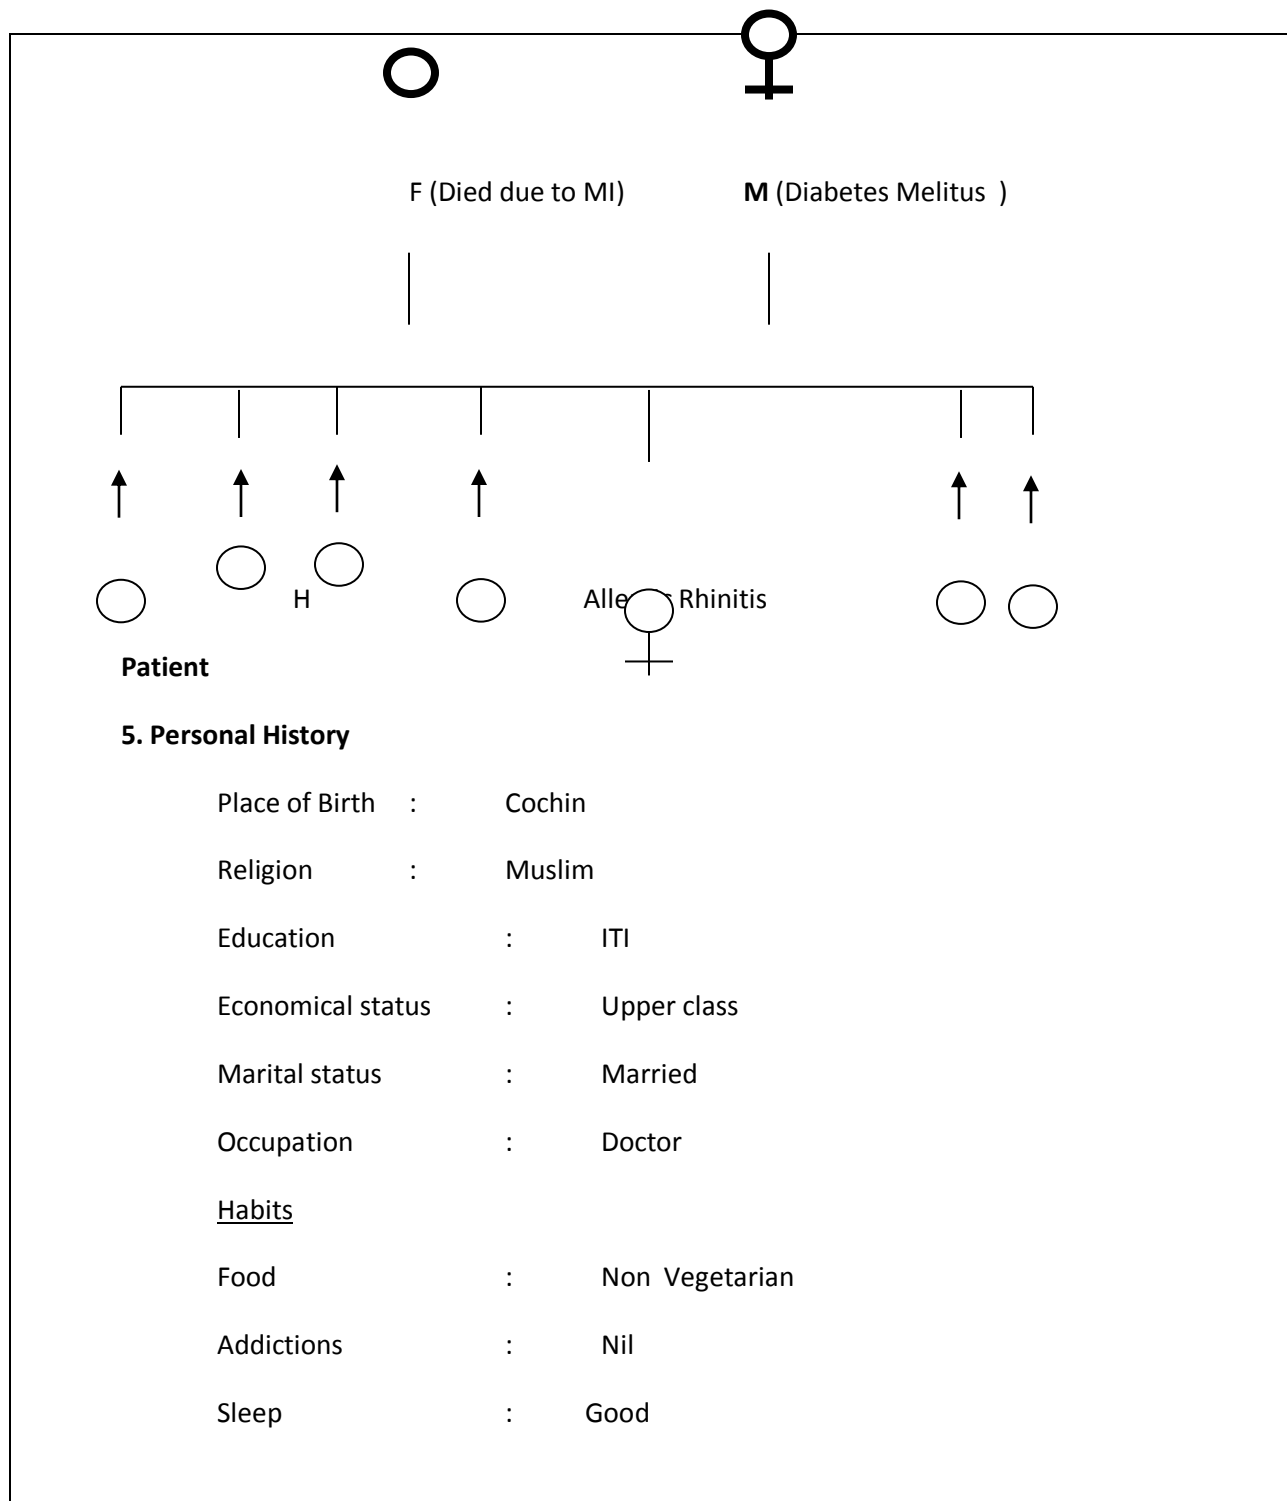 F (Died due to MI) M (Diabetes Melitus )
H Rhinitis
Patient
5. Personal History
Place of Birth : Cochin
Religion : Muslim
Education : ITI
Economical status : Upper class
Marital status : Married
Occupation : Doctor
Habits
Food : Non Vegetarian
Addictions : Nil
Sleep : Good